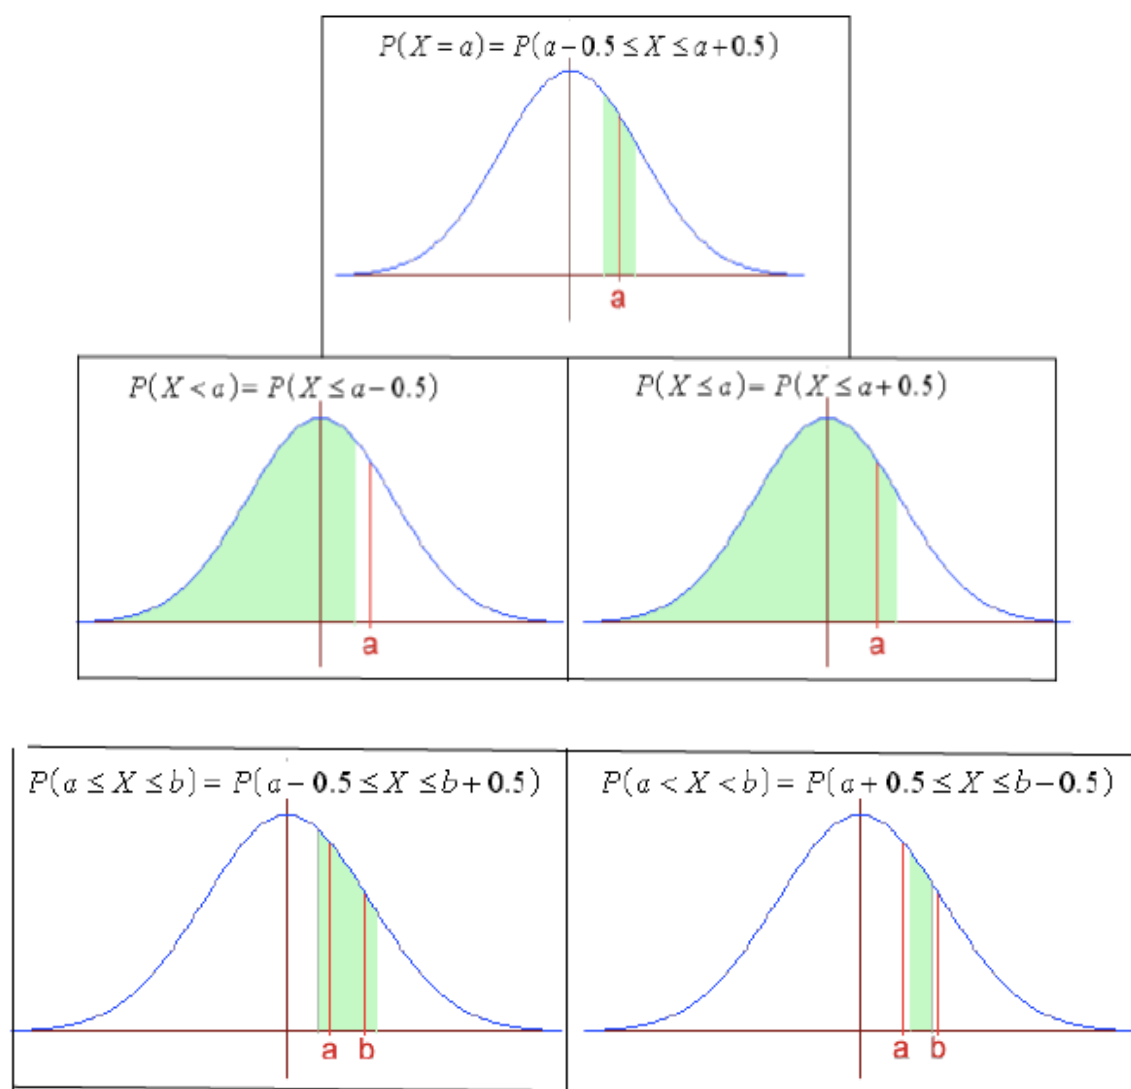 P(X = a) = P(a − 0.5 ≤ X ≤ a + 0.5)
a
P(X < a) = P(X ≤ a − 0.5)
a
P(X ≤ a) = P(X ≤ a + 0.5)
a
P(a ≤ X ≤ b) = P(a − 0.5 ≤ X ≤ b + 0.5)
a b
P(a < X < b) = P(a + 0.5 ≤ X ≤ b − 0.5)
a b